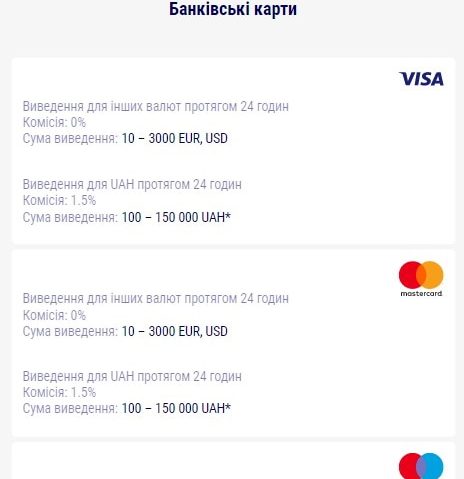 Банківські карти
VISA
Виведення для інших валют протягом 24 годин
Комісія: 0%
Сума виведення: 10 – 3000 EUR, USD
Виведення для UAH протягом 24 годин
Комісія: 1.5%
Сума виведення: 100 – 150 000 UAH*
mastercard
Виведення для інших валют протягом 24 годин
Комісія: 0%
Сума виведення: 10 – 3000 EUR, USD
Виведення для UAH протягом 24 годин
Комісія: 1.5%
Сума виведення: 100 – 150 000 UAH*